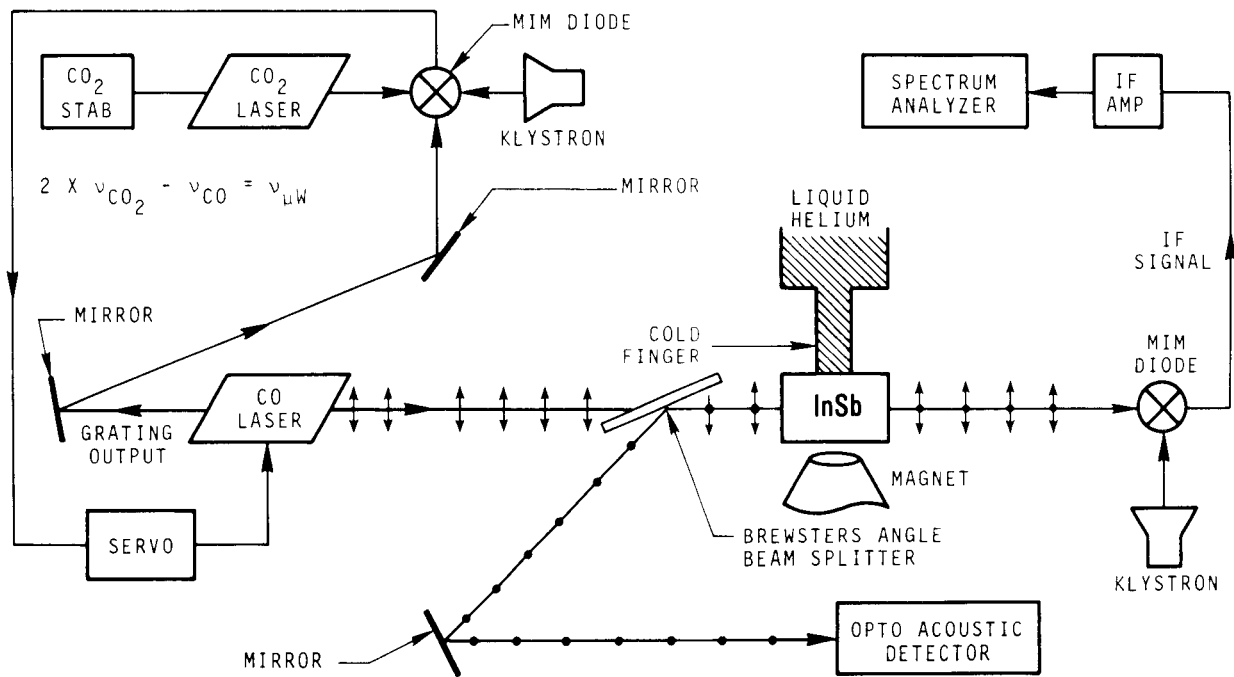 MIM DIODE
CO2
STAB
CO2
LASER
KLYSTRON
SPECTRUM
ANALYZER
IF
AMP
2 X νCO2 - νCO = νμW
MIRROR
LIQUID
HELIUM
IF
SIGNAL
MIRROR
COLD
FINGER
MIM
DIODE
CO
LASER
InSb
GRATING
OUTPUT
MAGNET
SERVO
BREWSTERS ANGLE
BEAM SPLITTER
KLYSTRON
MIRROR
OPTO ACOUSTIC
DETECTOR